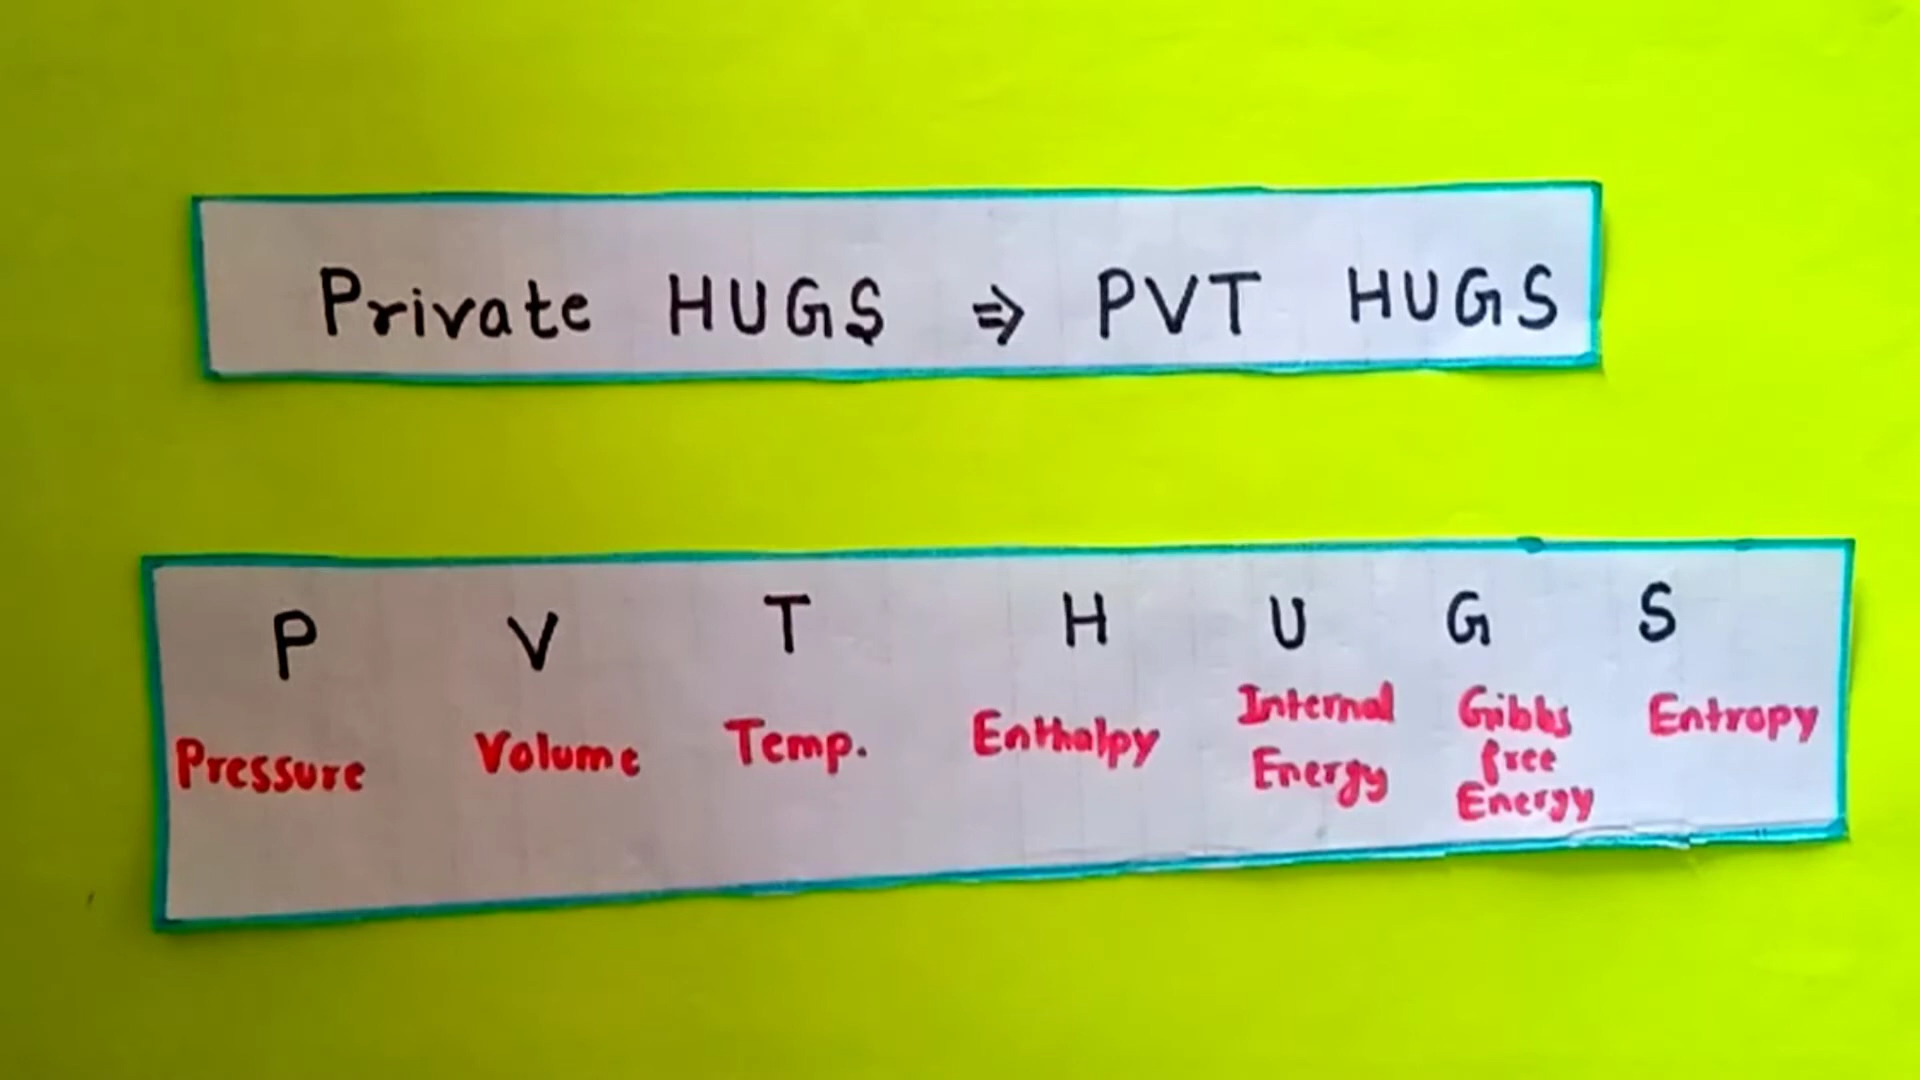 Private HUGS ⇒ PVT HUGS
P V T H U G S
Pressure Volume Temp. Enthalpy Internal Energy Gibbs free Energy Entropy